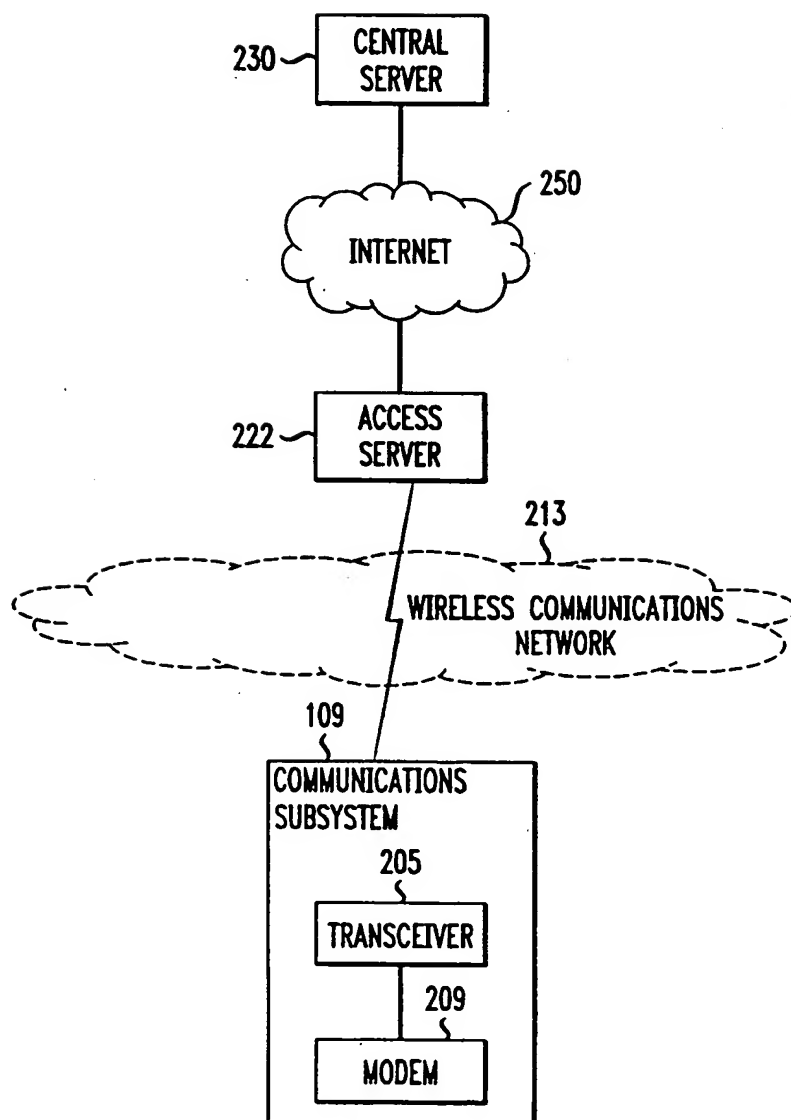 CENTRAL
SERVER
230
250
INTERNET
ACCESS
SERVER
222
213
WIRELESS COMMUNICATIONS
NETWORK
109
COMMUNICATIONS
SUBSYSTEM
205
TRANSCEIVER
209
MODEM